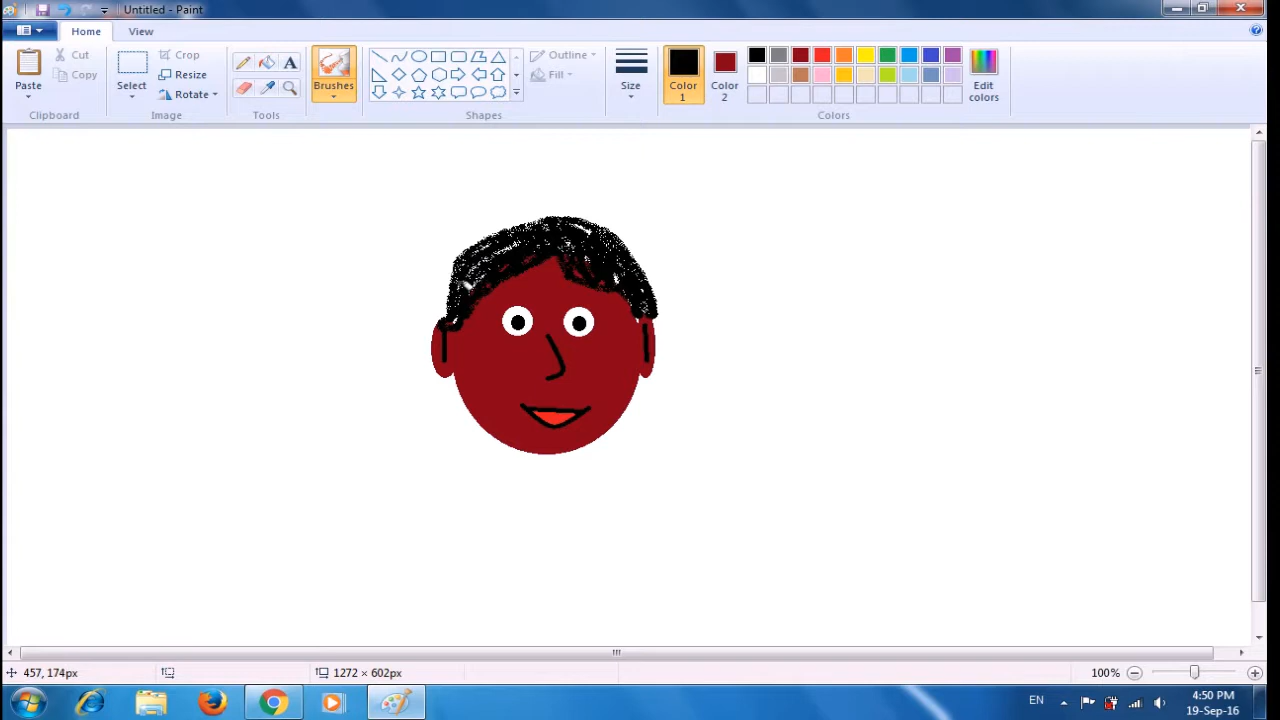 Untitled - Paint
Home View
Cut
Copy
Paste
Clipboard
Select
Crop
Resize
Rotate
Image
Tools
Brushes
Shapes
Outline
Fill
Size
Color 1
Color 2
Edit colors
Colors
457, 174px
1272 × 602px
100%
EN
4:50 PM
19-Sep-16